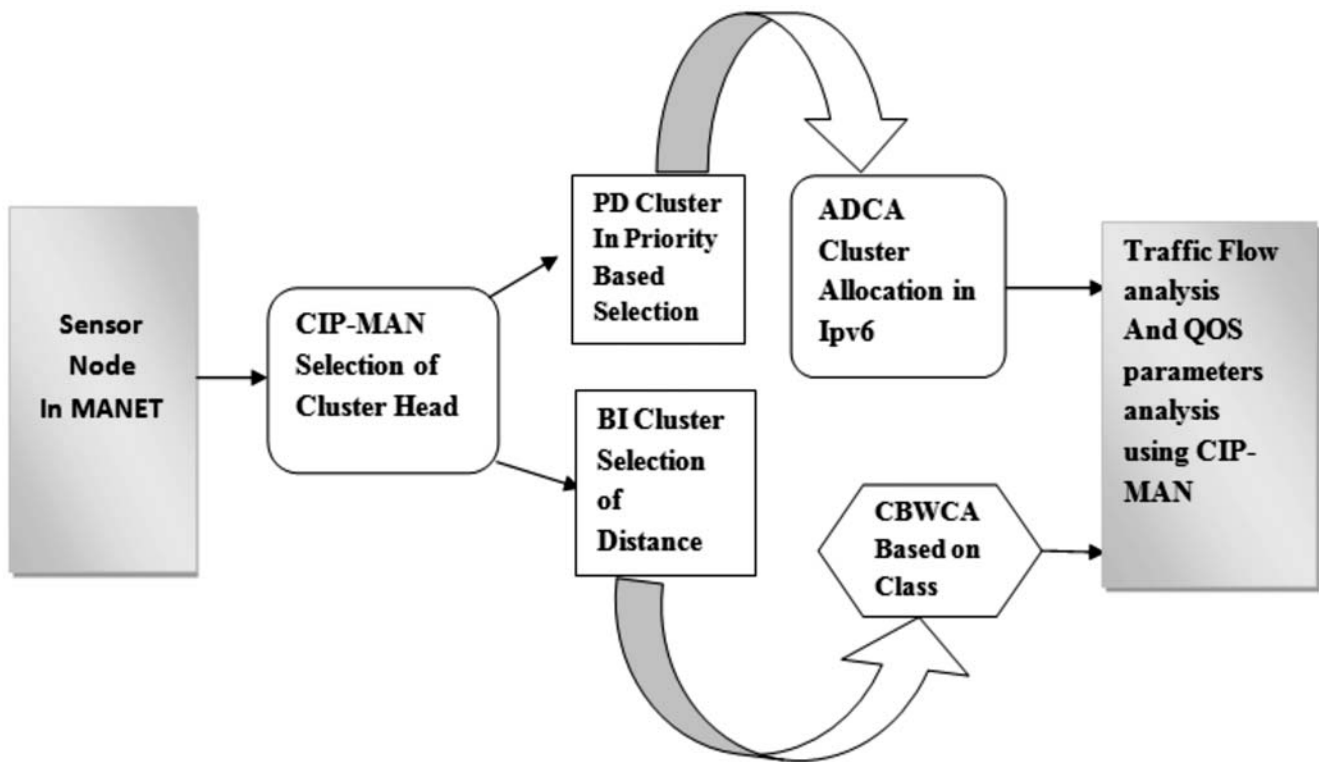 Sensor
Node
In MANET
CIP-MAN
Selection of
Cluster Head
PD Cluster
In Priority
Based
Selection
BI Cluster
Selection
of
Distance
ADCA
Cluster
Allocation in
Ipv6
CBWCA
Based on
Class
Traffic Flow
analysis
And QOS
parameters
analysis
using CIP-
MAN